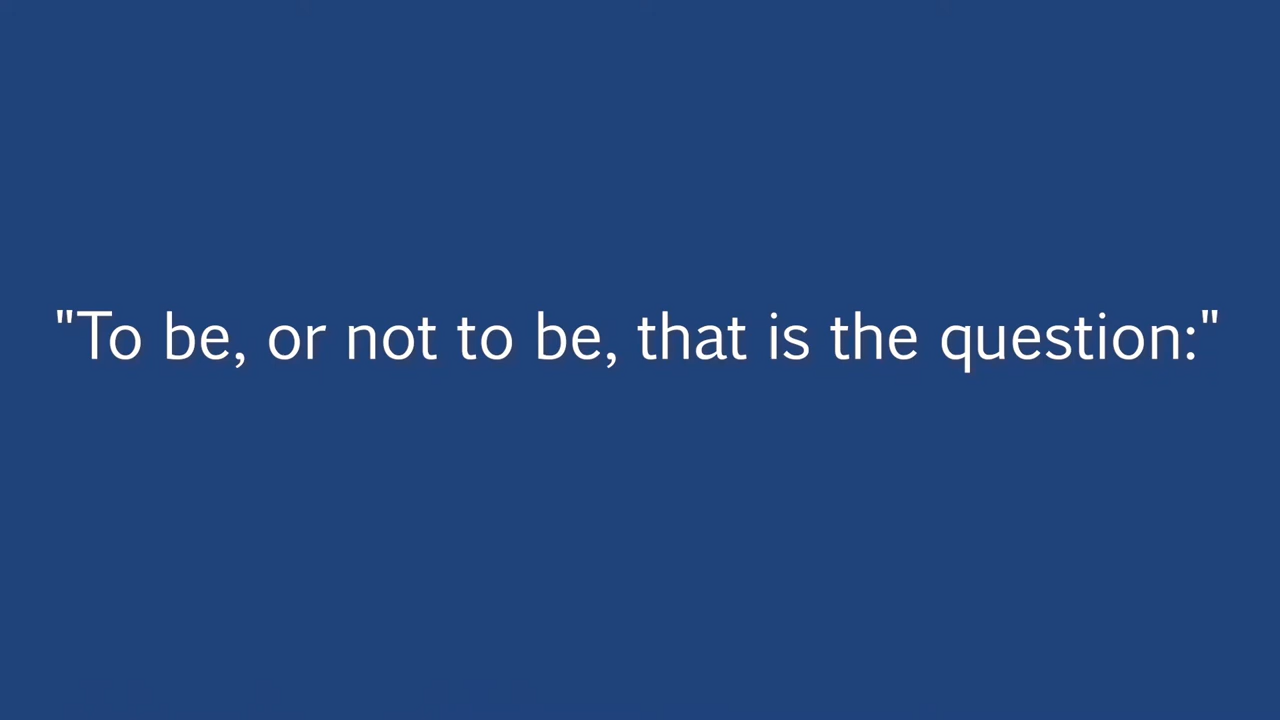 "To be, or not to be, that is the question:"